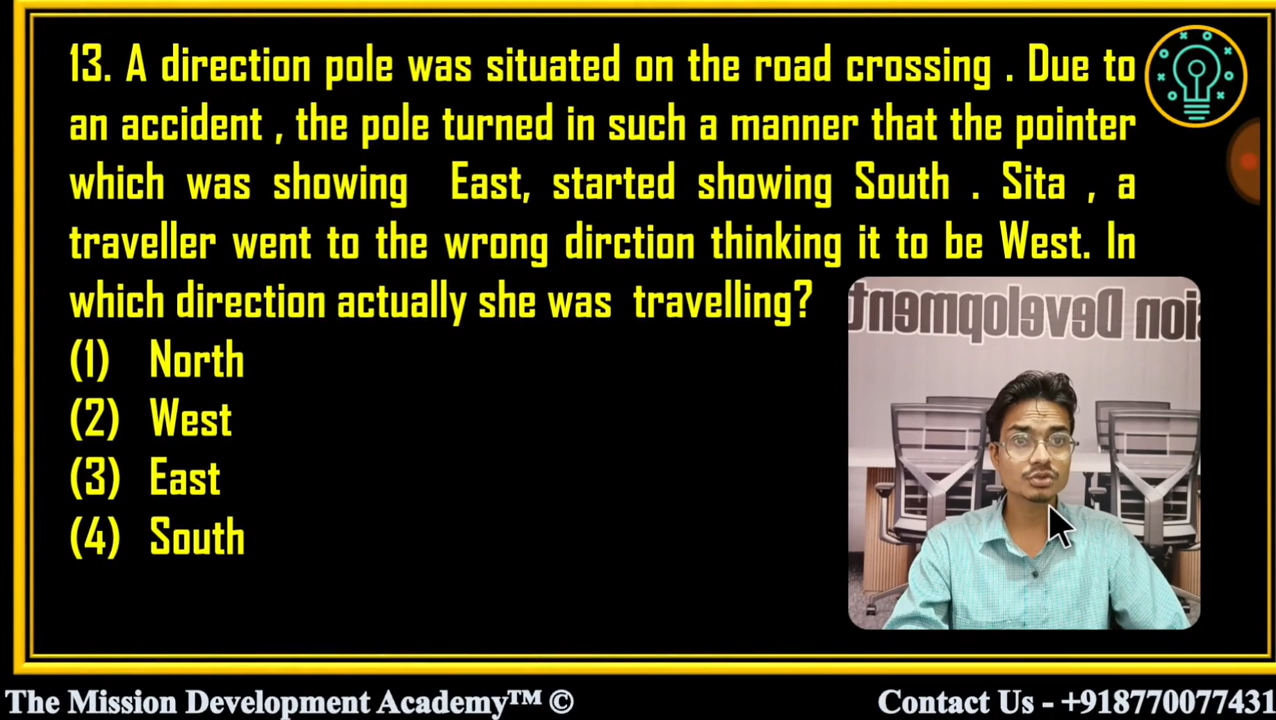 13. A direction pole was situated on the road crossing . Due to
an accident , the pole turned in such a manner that the pointer
which was showing East, started showing South . Sita , a
traveller went to the wrong dirction thinking it to be West. In
which direction actually she was travelling?
(1) North
(2) West
(3) East
(4) South
ion Development
The Mission Development Academy™ ©
Contact Us - +918770077431